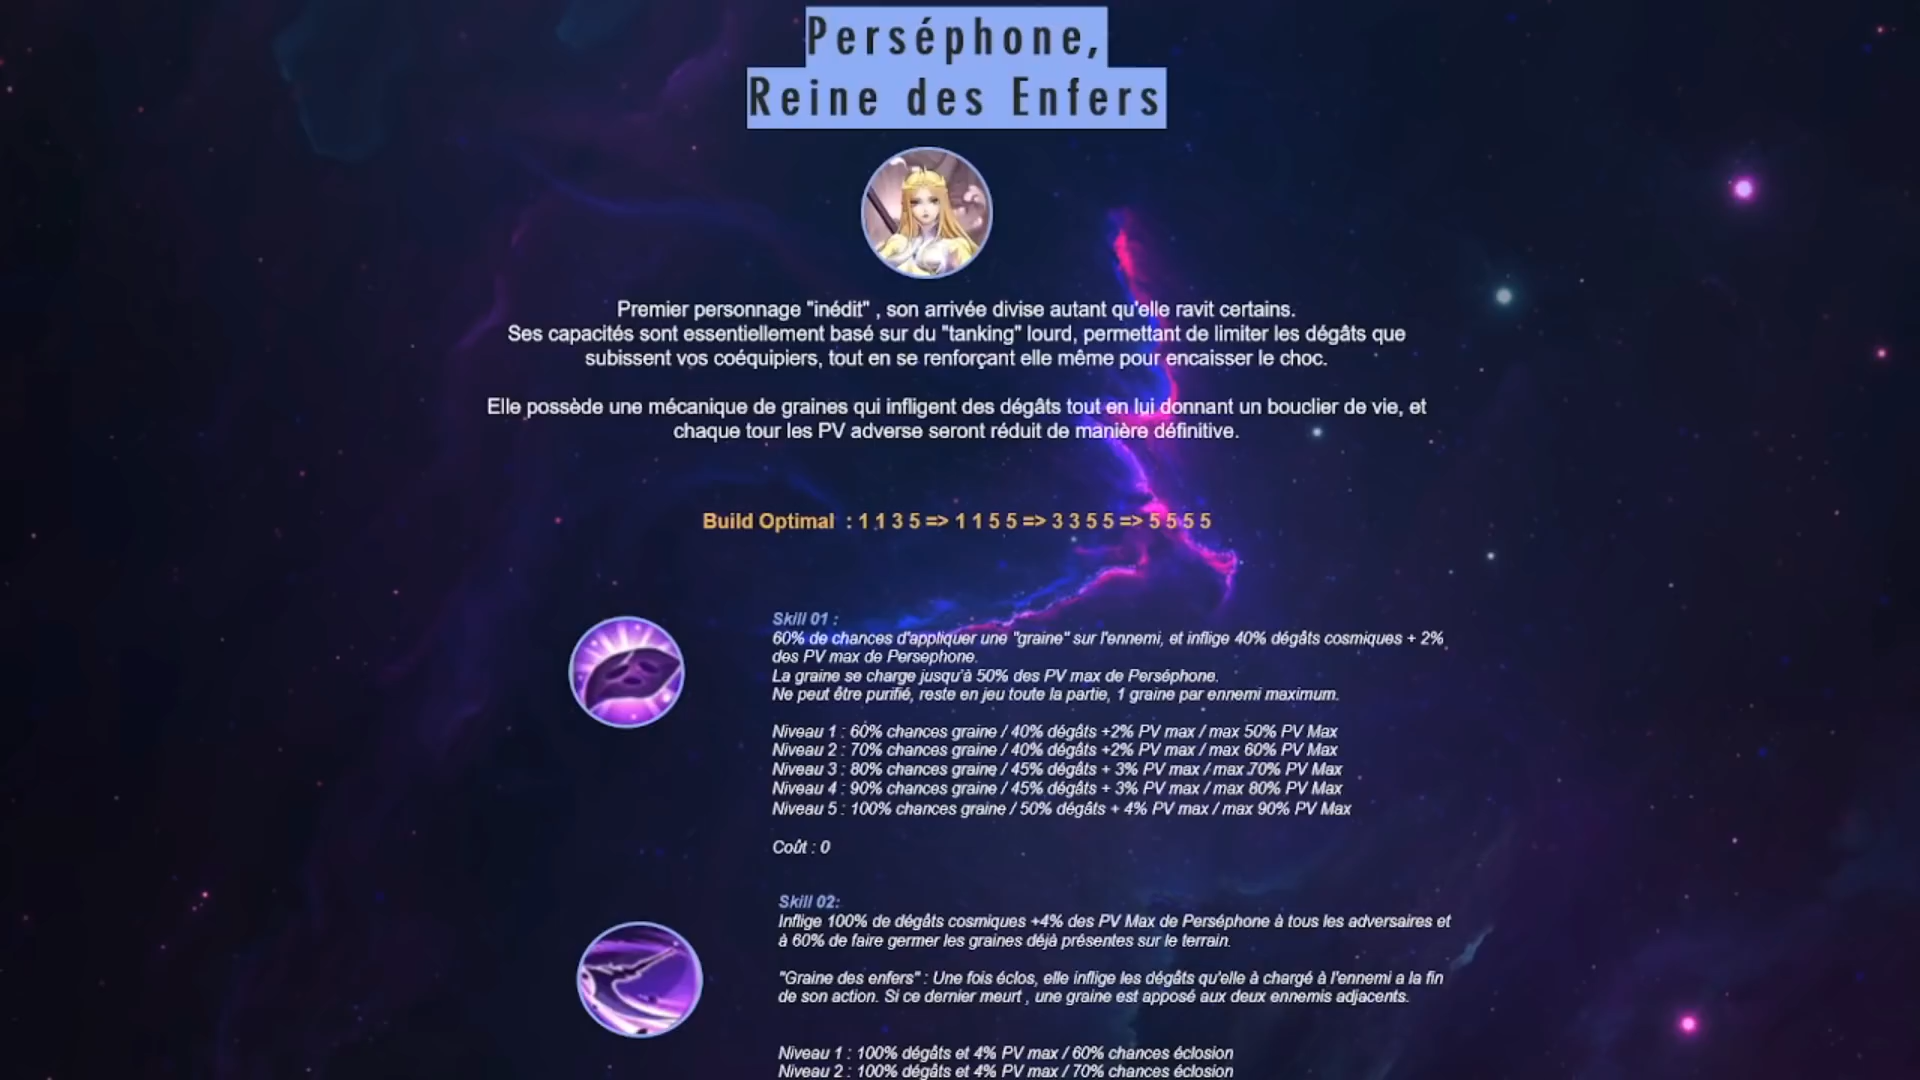 Perséphone,
Reine des Enfers
Premier personnage "inédit" , son arrivée divise autant qu'elle ravit certains.
Ses capacités sont essentiellement basé sur du "tanking" lourd, permettant de limiter les dégâts que
subissent vos coéquipiers, tout en se renforçant elle même pour encaisser le choc.
Elle possède une mécanique de graines qui infligent des dégâts tout en lui donnant un bouclier de vie, et
chaque tour les PV adverse seront réduit de manière définitive.
Build Optimal : 1 1 3 5 => 1 1 5 5 => 3 3 5 5 => 5 5 5 5
Skill 01 :
60% de chances d'appliquer une "graine" sur l'ennemi, et inflige 40% dégâts cosmiques + 2%
des PV max de Persephone.
La graine se charge jusqu'à 50% des PV max de Perséphone.
Ne peut être purifié, reste en jeu toute la partie, 1 graine par ennemi maximum.
Niveau 1 : 60% chances graine / 40% dégâts +2% PV max / max 50% PV Max
Niveau 2 : 70% chances graine / 40% dégâts +2% PV max / max 60% PV Max
Niveau 3 : 80% chances graine / 45% dégâts + 3% PV max / max 70% PV Max
Niveau 4 : 90% chances graine / 45% dégâts + 3% PV max / max 80% PV Max
Niveau 5 : 100% chances graine / 50% dégâts + 4% PV max / max 90% PV Max
Coût : 0
Skill 02:
Inflige 100% de dégâts cosmiques +4% des PV Max de Perséphone à tous les adversaires et
à 60% de faire germer les graines déjà présentes sur le terrain.
"Graine des enfers" : Une fois éclos, elle inflige les dégâts qu'elle à chargé à l'ennemi a la fin
de son action. Si ce dernier meurt , une graine est apposé aux deux ennemis adjacents.
Niveau 1 : 100% dégâts et 4% PV max / 60% chances éclosion
Niveau 2 : 100% dégâts et 4% PV max / 70% chances éclosion